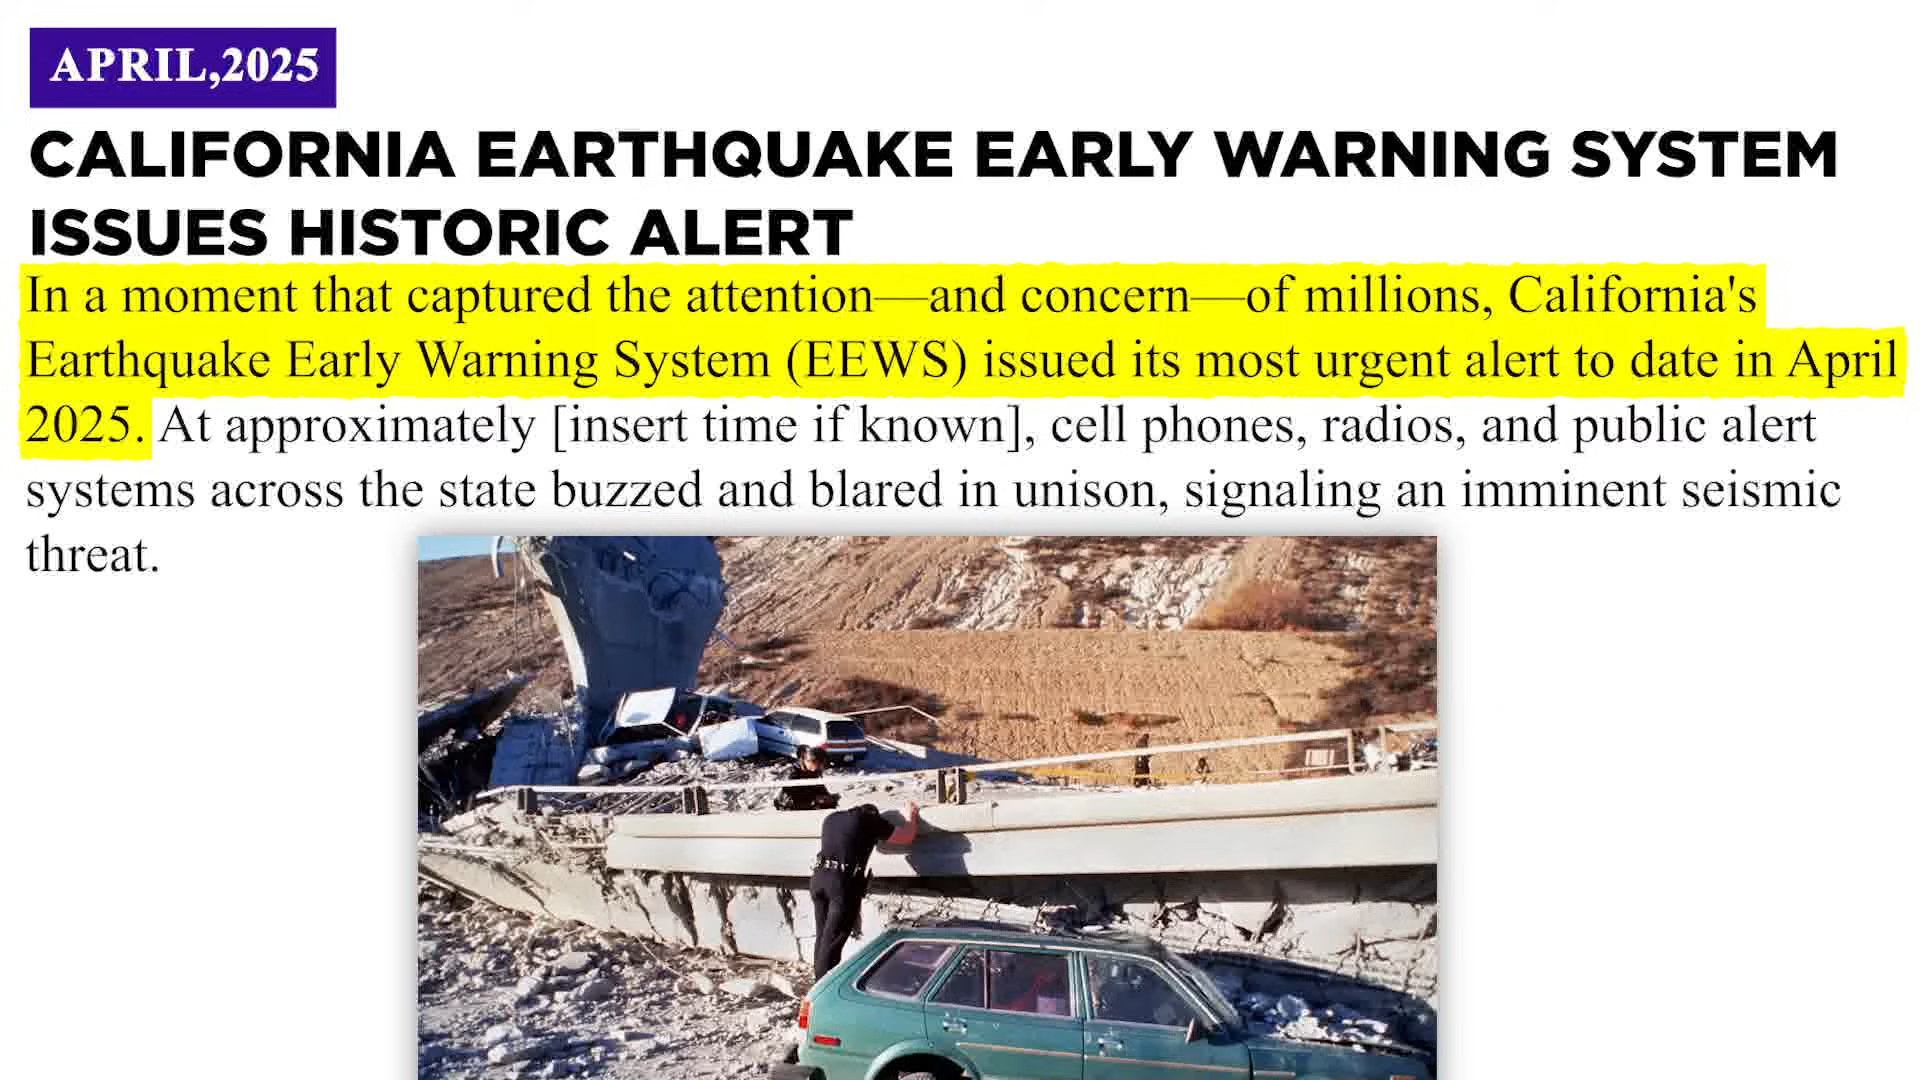 APRIL,2025
CALIFORNIA EARTHQUAKE EARLY WARNING SYSTEM
ISSUES HISTORIC ALERT
In a moment that captured the attention—and concern—of millions, California's
Earthquake Early Warning System (EEWS) issued its most urgent alert to date in April
2025. At approximately [insert time if known], cell phones, radios, and public alert
systems across the state buzzed and blared in unison, signaling an imminent seismic
threat.